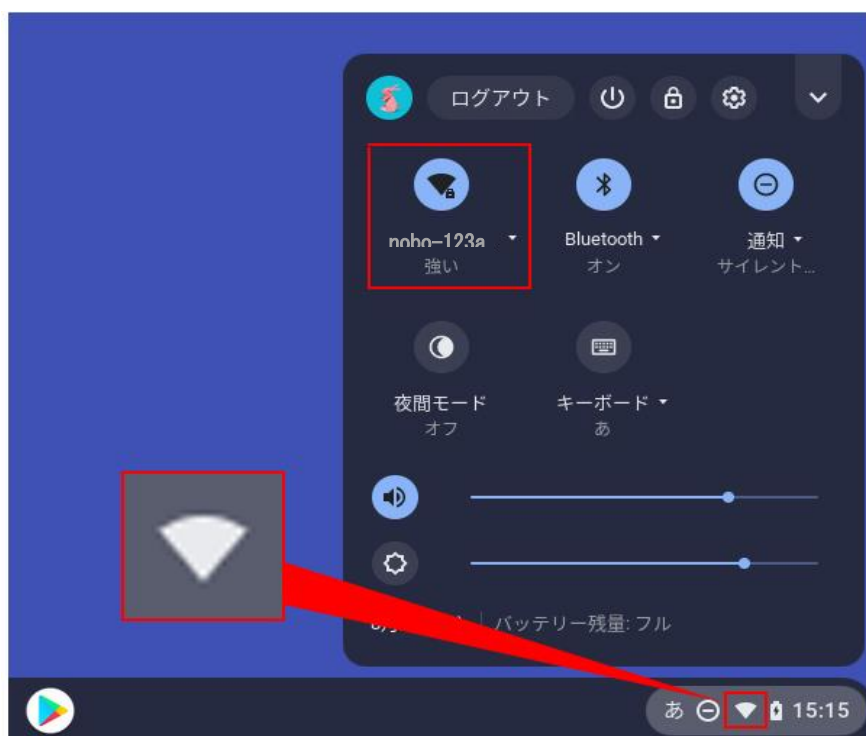 ログアウト
nobo-123a
強い
Bluetooth
オン
通知
サイレント...
夜間モード
オフ
キーボード
あ
バッテリー残量: フル
あ
15:15